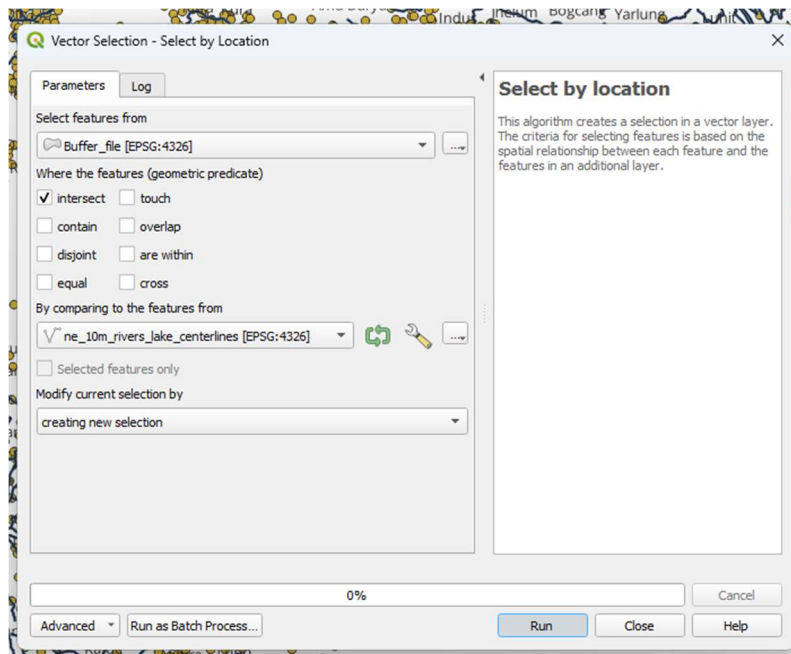 Indus Bogcang Yarlung
Vector Selection - Select by Location
Parameters Log
Select features from
Buffer_file [EPSG:4326]
Where the features (geometric predicate)
intersect touch
contain overlap
disjoint are within
equal cross
By comparing to the features from
ne_10m_rivers_lake_centerlines [EPSG:4326]
Selected features only
Modify current selection by
creating new selection
Select by location
This algorithm creates a selection in a vector layer.
The criteria for selecting features is based on the
spatial relationship between each feature and the
features in an additional layer.
0%
Cancel
Advanced Run as Batch Process... Run Close Help